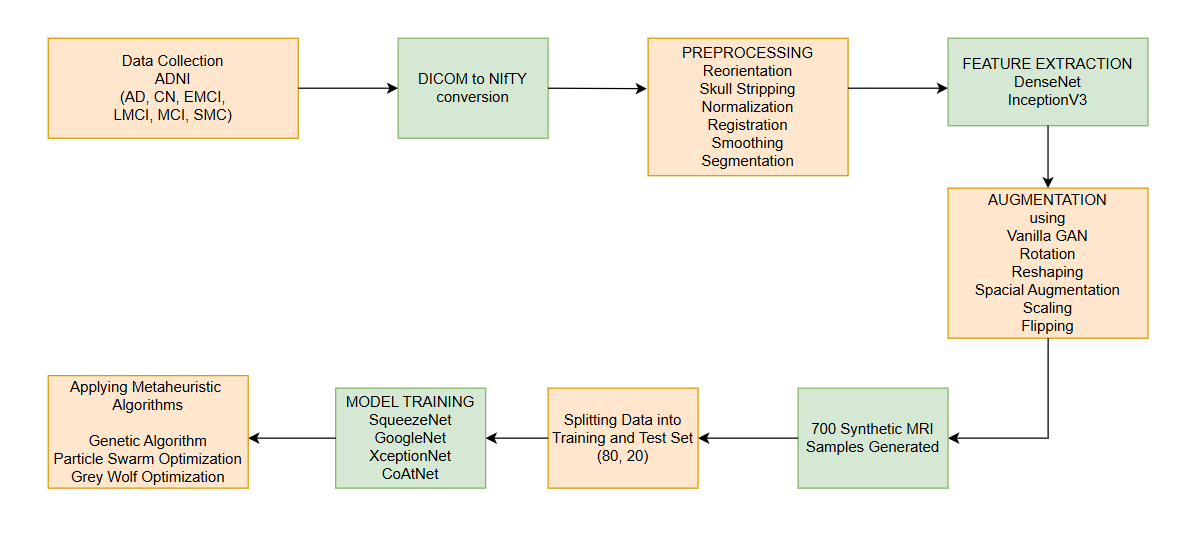 Data Collection
ADNI
(AD, CN, EMCI,
LMCI, MCI, SMC)
DICOM to NIfTY
conversion
PREPROCESSING
Reorientation
Skull Stripping
Normalization
Registration
Smoothing
Segmentation
FEATURE EXTRACTION
DenseNet
InceptionV3
AUGMENTATION
using
Vanilla GAN
Rotation
Reshaping
Spacial Augmentation
Scaling
Flipping
700 Synthetic MRI
Samples Generated
Splitting Data into
Training and Test Set
(80, 20)
MODEL TRAINING
SqueezeNet
GoogleNet
XceptionNet
CoAtNet
Applying Metaheuristic
Algorithms
Genetic Algorithm
Particle Swarm Optimization
Grey Wolf Optimization